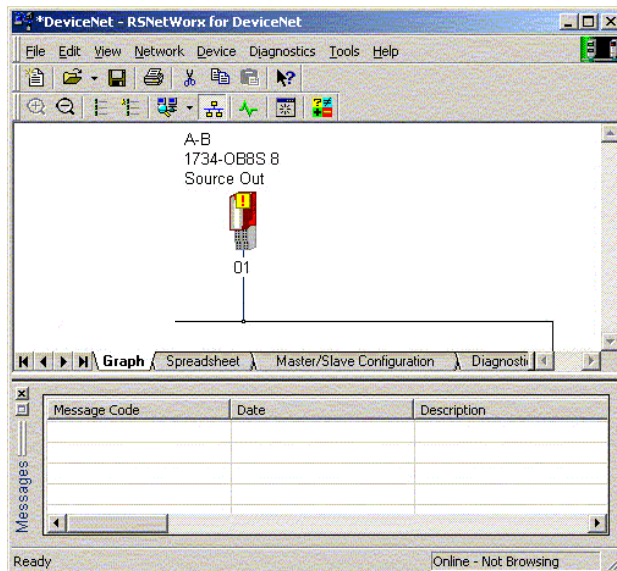 *DeviceNet - RSNetWorx for DeviceNet
File Edit View Network Device Diagnostics Tools Help
A-B
1734-OB8S 8
Source Out
01
Graph Spreadsheet Master/Slave Configuration Diagnosti
Messages
Message Code Date Description
Ready Online - Not Browsing